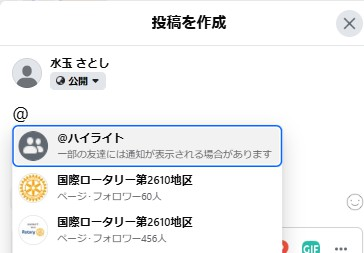 投稿を作成
水玉 さとし
公開
@
@ハイライト
一部の友達には通知が表示される場合があります
国際ロータリー第2610地区
ページ・フォロワー60人
国際ロータリー第2610地区
Rotary
ページ・フォロワー456人
GIF